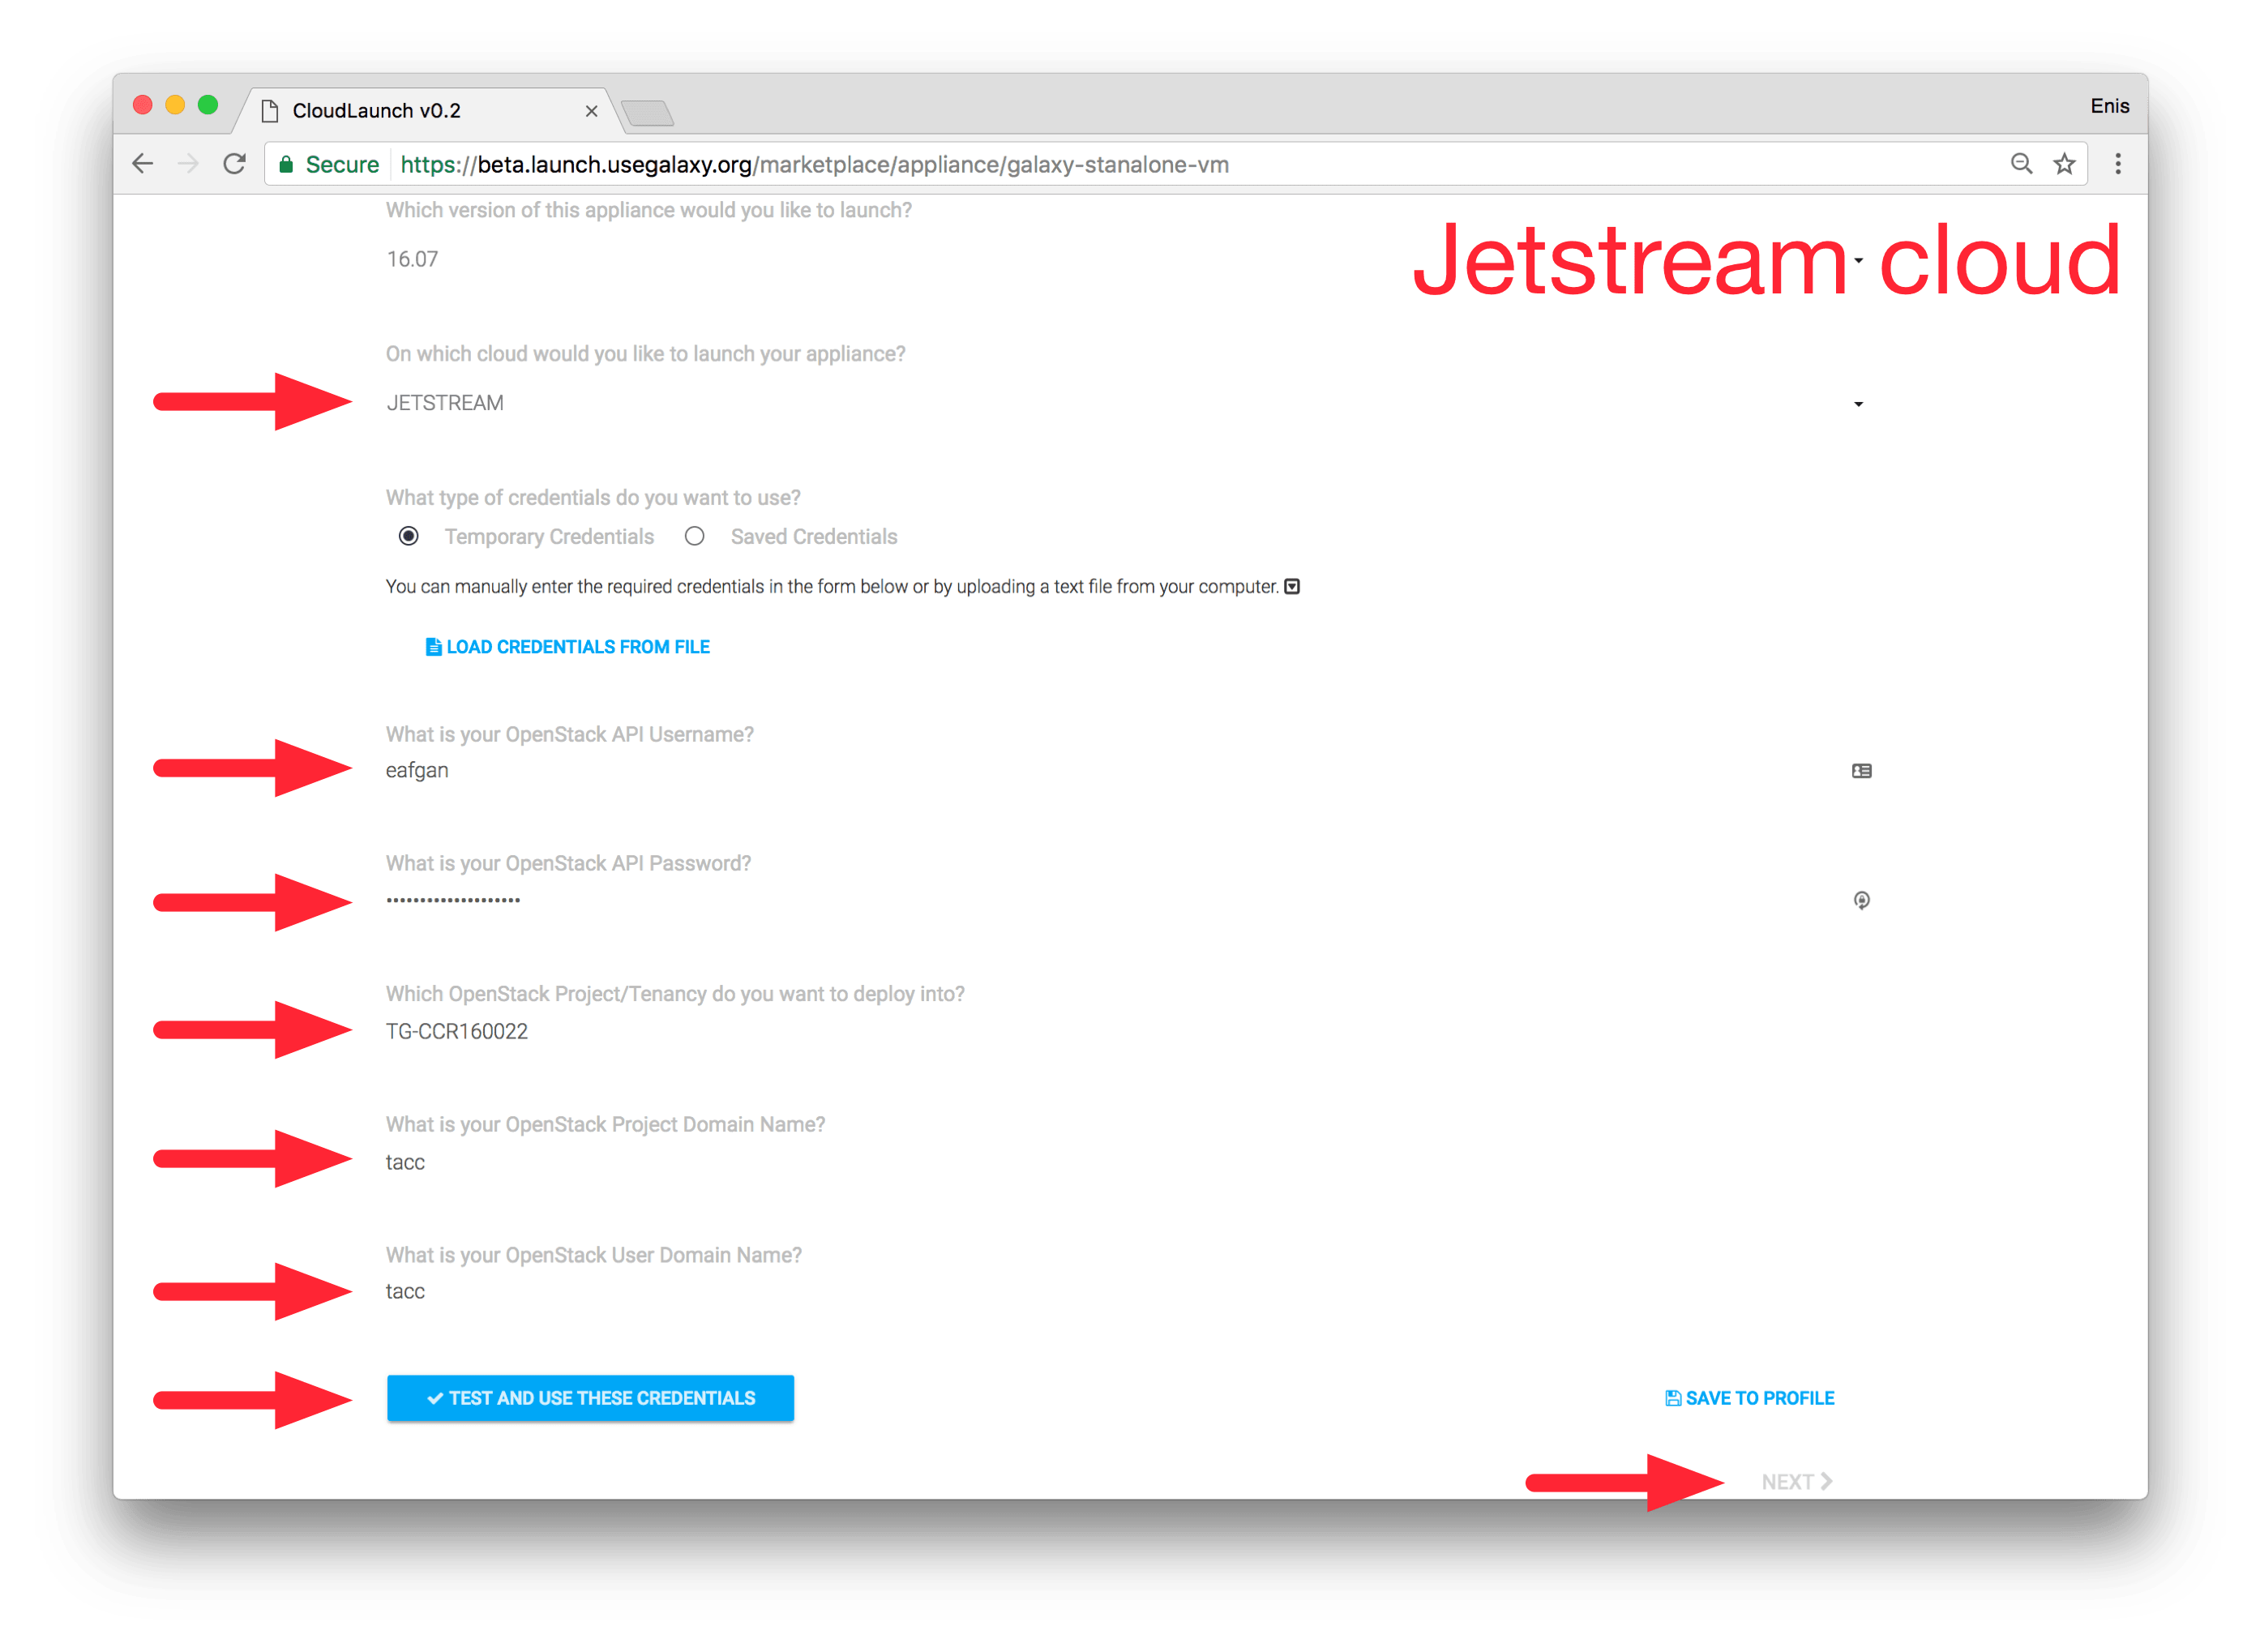 CloudLaunch v0.2
Enis
Secure https://beta.launch.usegalaxy.org/marketplace/appliance/galaxy-stanalone-vm
Which version of this appliance would you like to launch?
16.07
Jetstream cloud
On which cloud would you like to launch your appliance?
JETSTREAM
What type of credentials do you want to use?
Temporary Credentials Saved Credentials
You can manually enter the required credentials in the form below or by uploading a text file from your computer.
LOAD CREDENTIALS FROM FILE
What is your OpenStack API Username?
eafgan
What is your OpenStack API Password?
••••••••••••••••••••
Which OpenStack Project/Tenancy do you want to deploy into?
TG-CCR160022
What is your OpenStack Project Domain Name?
tacc
What is your OpenStack User Domain Name?
tacc
TEST AND USE THESE CREDENTIALS
SAVE TO PROFILE
NEXT